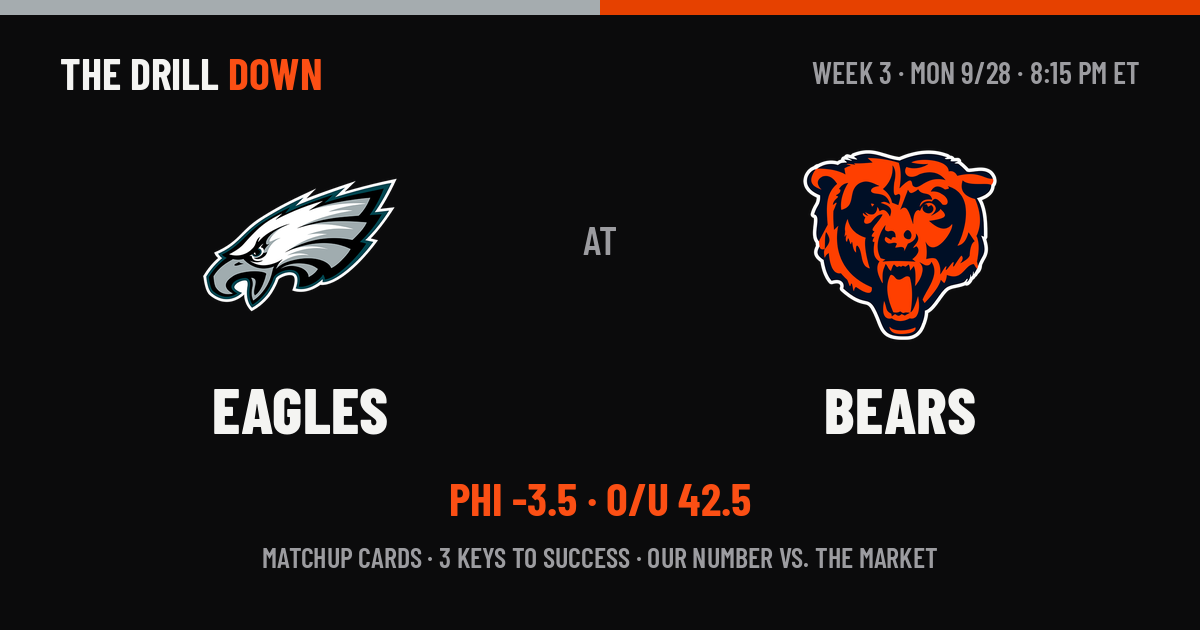 THE DRILL DOWN
WEEK 3 · MON 9/28 · 8:15 PM ET
AT
EAGLES
BEARS
PHI -3.5 · O/U 42.5
MATCHUP CARDS · 3 KEYS TO SUCCESS · OUR NUMBER VS. THE MARKET